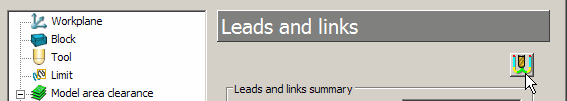 Workplane
Block
Tool
Limit
Model area clearance
Leads and links
Leads and links summary